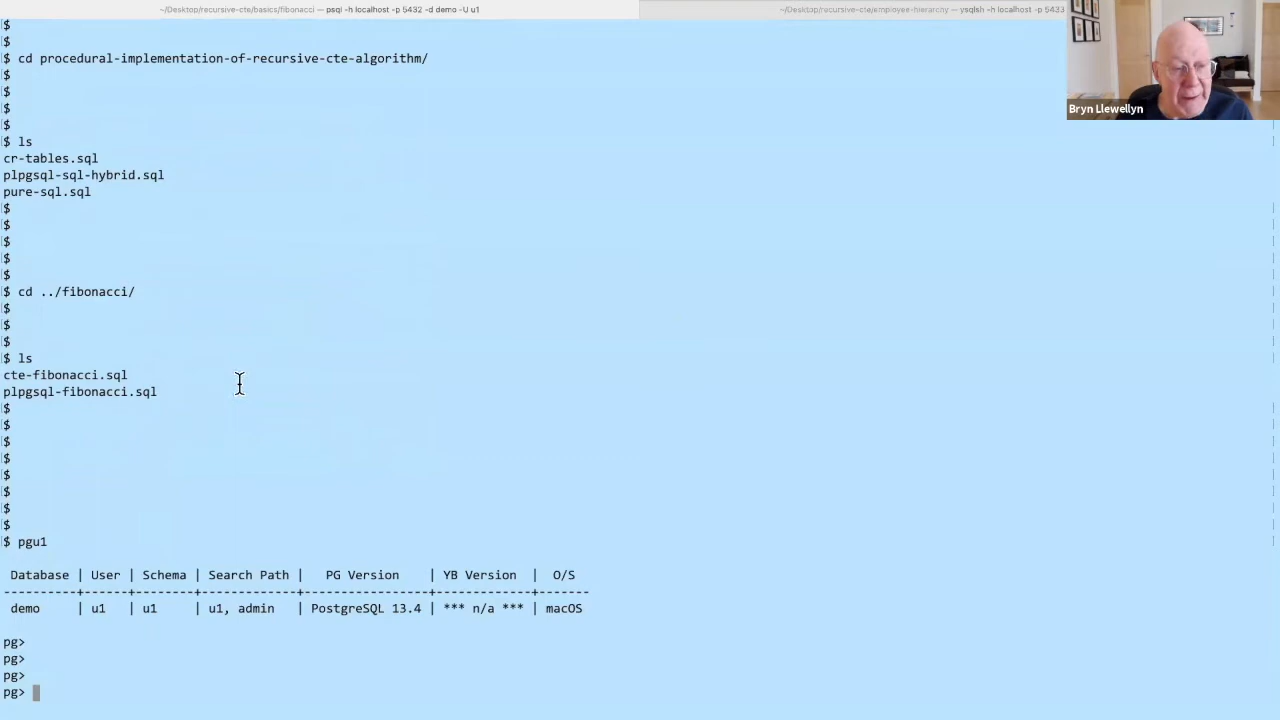 ~/Desktop/recursive-cte/basics/fibonacci — psql -h localhost -p 5432 -d demo -U u1
~/Desktop/recursive-cte/employee-hierarchy — ysqlsh -h localhost -p 5433
$
$
$ cd procedural-implementation-of-recursive-cte-algorithm/
$
$
$
$
$ ls
cr-tables.sql
plpgsql-sql-hybrid.sql
pure-sql.sql
$
$
$
$
$
$ cd ../fibonacci/
$
$
$
$ ls
cte-fibonacci.sql
plpgsql-fibonacci.sql
$
$
$
$
$
$
$
$
$ pgu1
Database | User | Schema | Search Path | PG Version | YB Version | O/S
----------+------+--------+-------------+-----------------+-------------+-------
demo | u1 | u1 | u1, admin | PostgreSQL 13.4 | *** n/a *** | macOS
pg>
pg>
pg>
pg>
Bryn Llewellyn